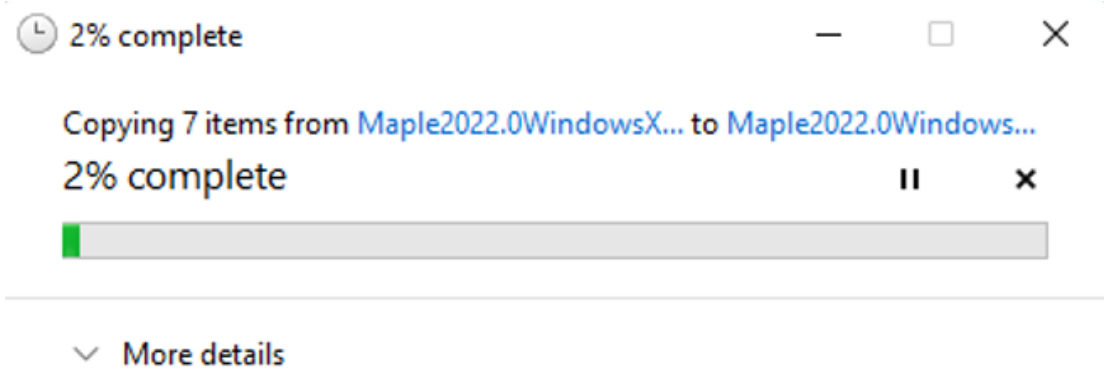 2% complete
Copying 7 items from Maple2022.0WindowsX... to Maple2022.0Windows...
2% complete
More details